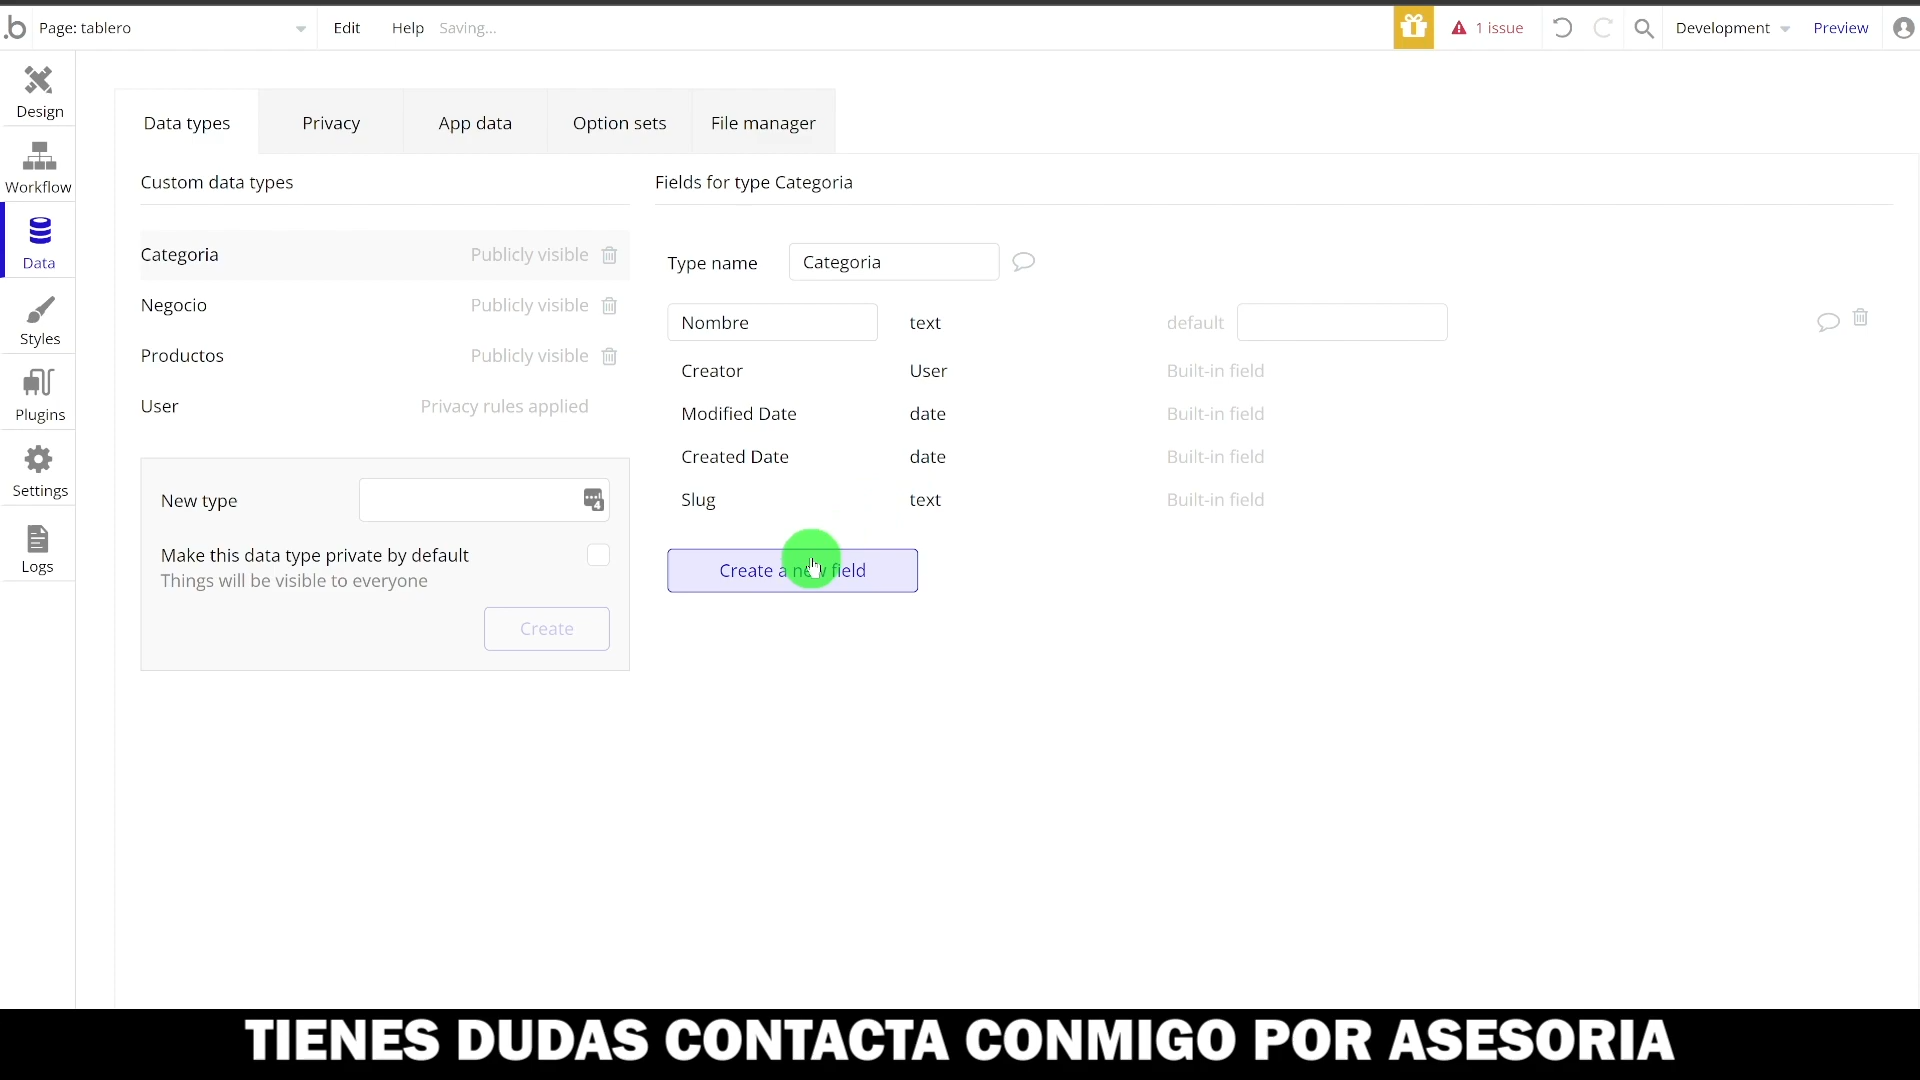 .b Page: tablero Edit Help Saving... 1 issue Development Preview
Design
Workflow
Data
Styles
Plugins
Settings
Logs
Data types Privacy App data Option sets File manager
Custom data types
Categoria Publicly visible
Negocio Publicly visible
Productos Publicly visible
User Privacy rules applied
New type
4
Make this data type private by default
Things will be visible to everyone
Create
Fields for type Categoria
Type name Categoria
Nombre text default
Creator User Built-in field
Modified Date date Built-in field
Created Date date Built-in field
Slug text Built-in field
Create a new field
TIENES DUDAS CONTACTA CONMIGO POR ASESORIA